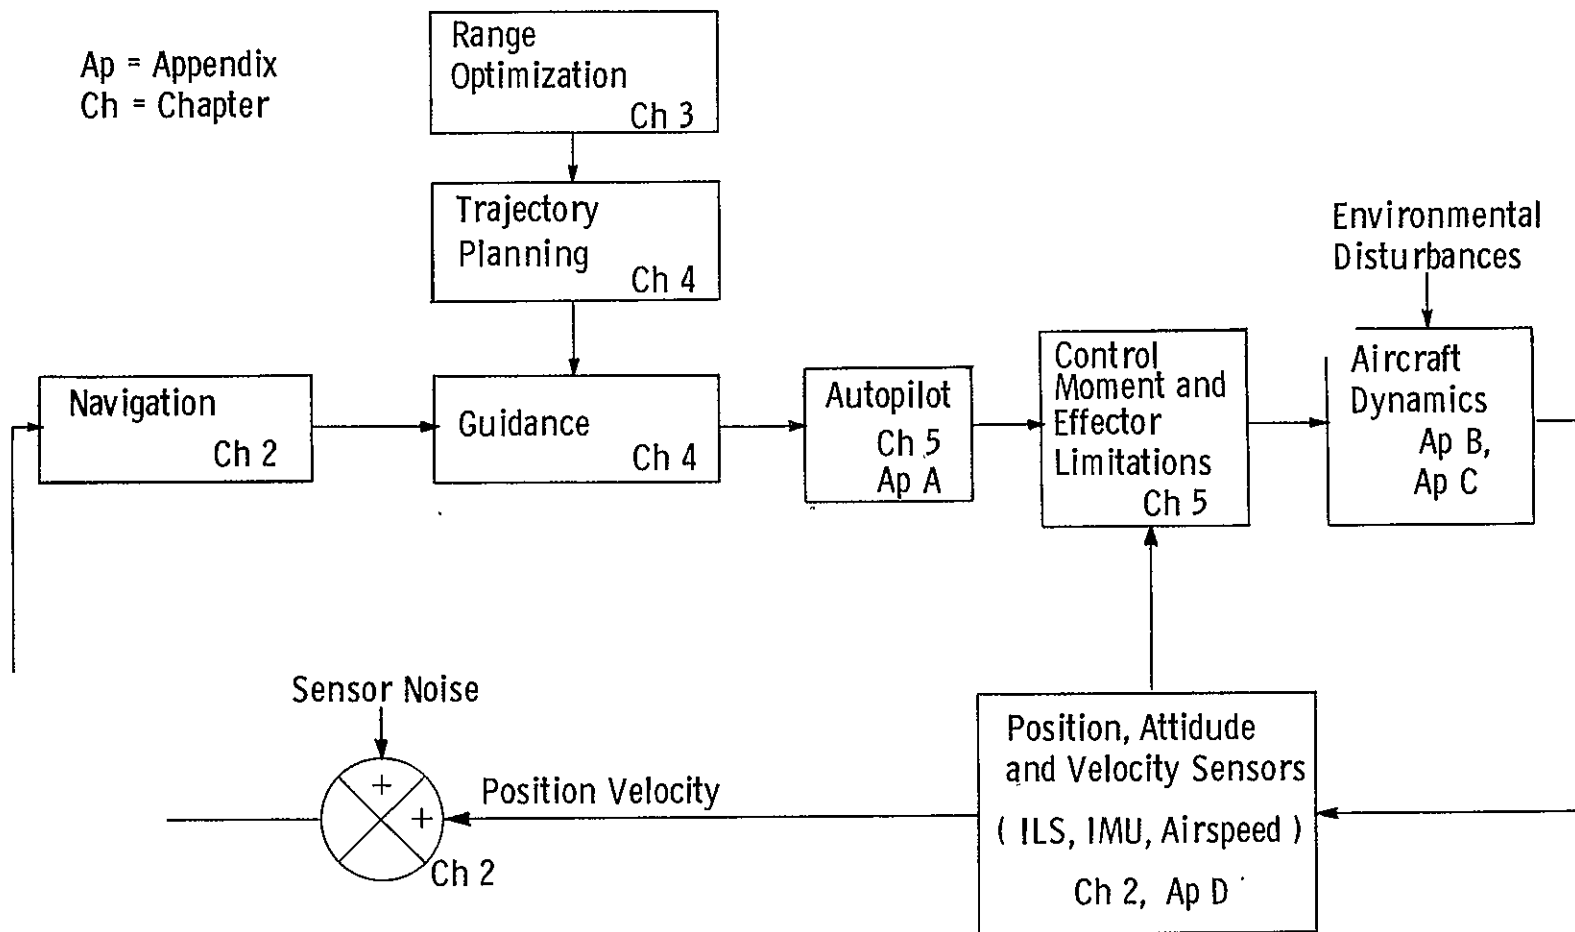 Ap = Appendix
Ch = Chapter
Range
Optimization
Ch 3
Trajectory
Planning
Ch 4
Environmental
Disturbances
Navigation
Ch 2
Guidance
Ch 4
Autopilot
Ch 5
Ap A
Control
Moment and
Effector
Limitations
Ch 5
Aircraft
Dynamics
Ap B,
Ap C
Sensor Noise
+
+
Ch 2
Position Velocity
Position, Attidude
and Velocity Sensors
( ILS, IMU, Airspeed )
Ch 2, Ap D